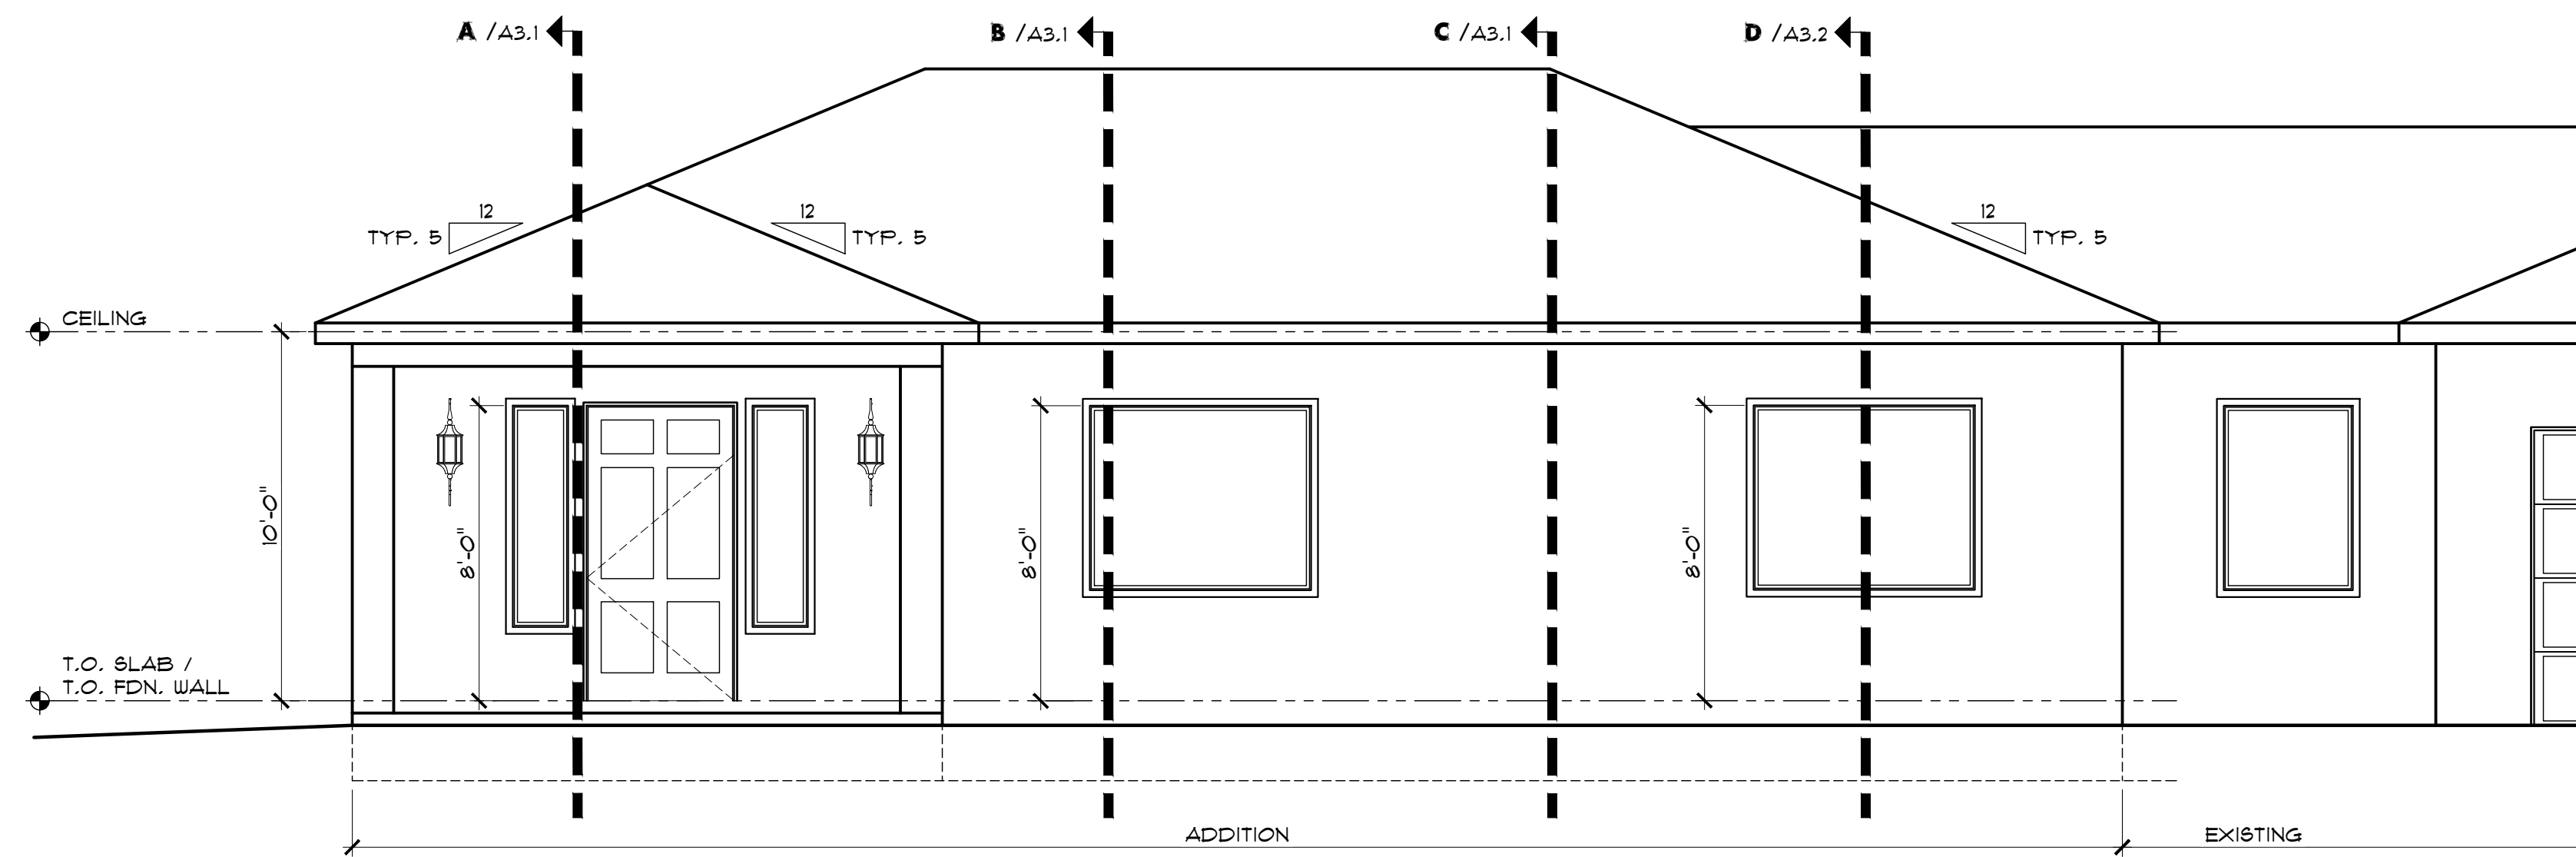 A /A3.1
B /A3.1
C /A3.1
D /A3.2
12
TYP. 5
12
TYP. 5
12
TYP. 5
CEILING
10'-0"
8'-0"
8'-0"
8'-0"
T.O. SLAB /
T.O. FDN. WALL
ADDITION
EXISTING